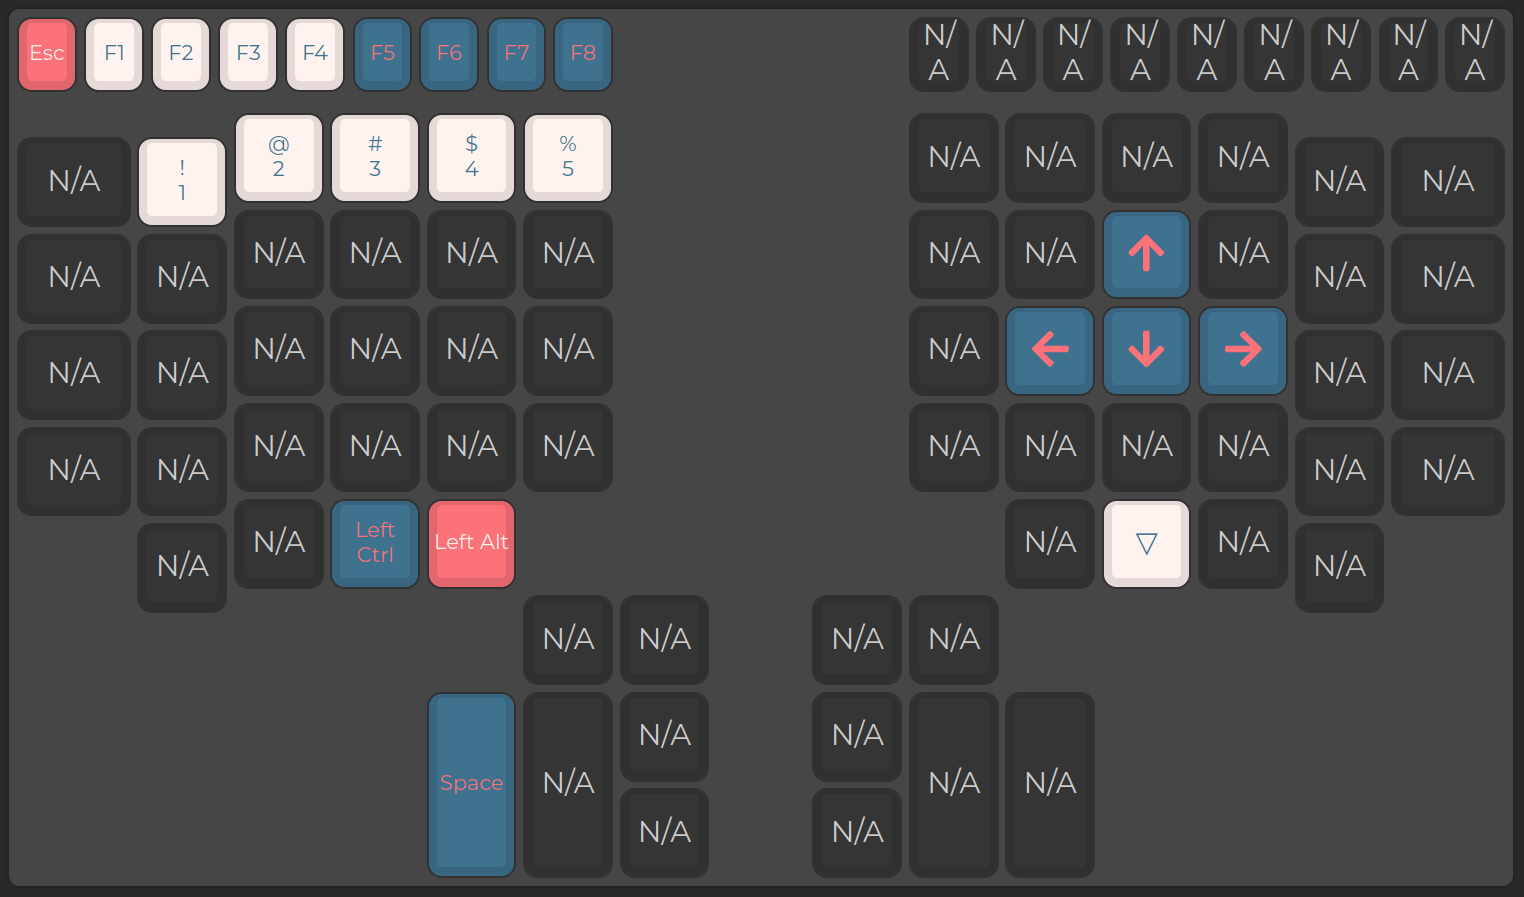 Esc F1 F2 F3 F4 F5 F6 F7 F8 N/ N/ N/ N/ N/ N/ N/ N/ N/
A A A A A A A A A
N/A ! @ # $ % N/A N/A N/A N/A N/A N/A
1 2 3 4 5
N/A N/A N/A N/A N/A N/A N/A N/A ↑ N/A N/A N/A
N/A N/A N/A N/A N/A N/A N/A ← ↓ → N/A N/A
N/A N/A N/A N/A N/A N/A N/A N/A N/A N/A N/A N/A
N/A N/A Left Left Alt N/A ▽ N/A N/A
Ctrl
N/A N/A N/A N/A
Space N/A N/A N/A N/A N/A
N/A N/A